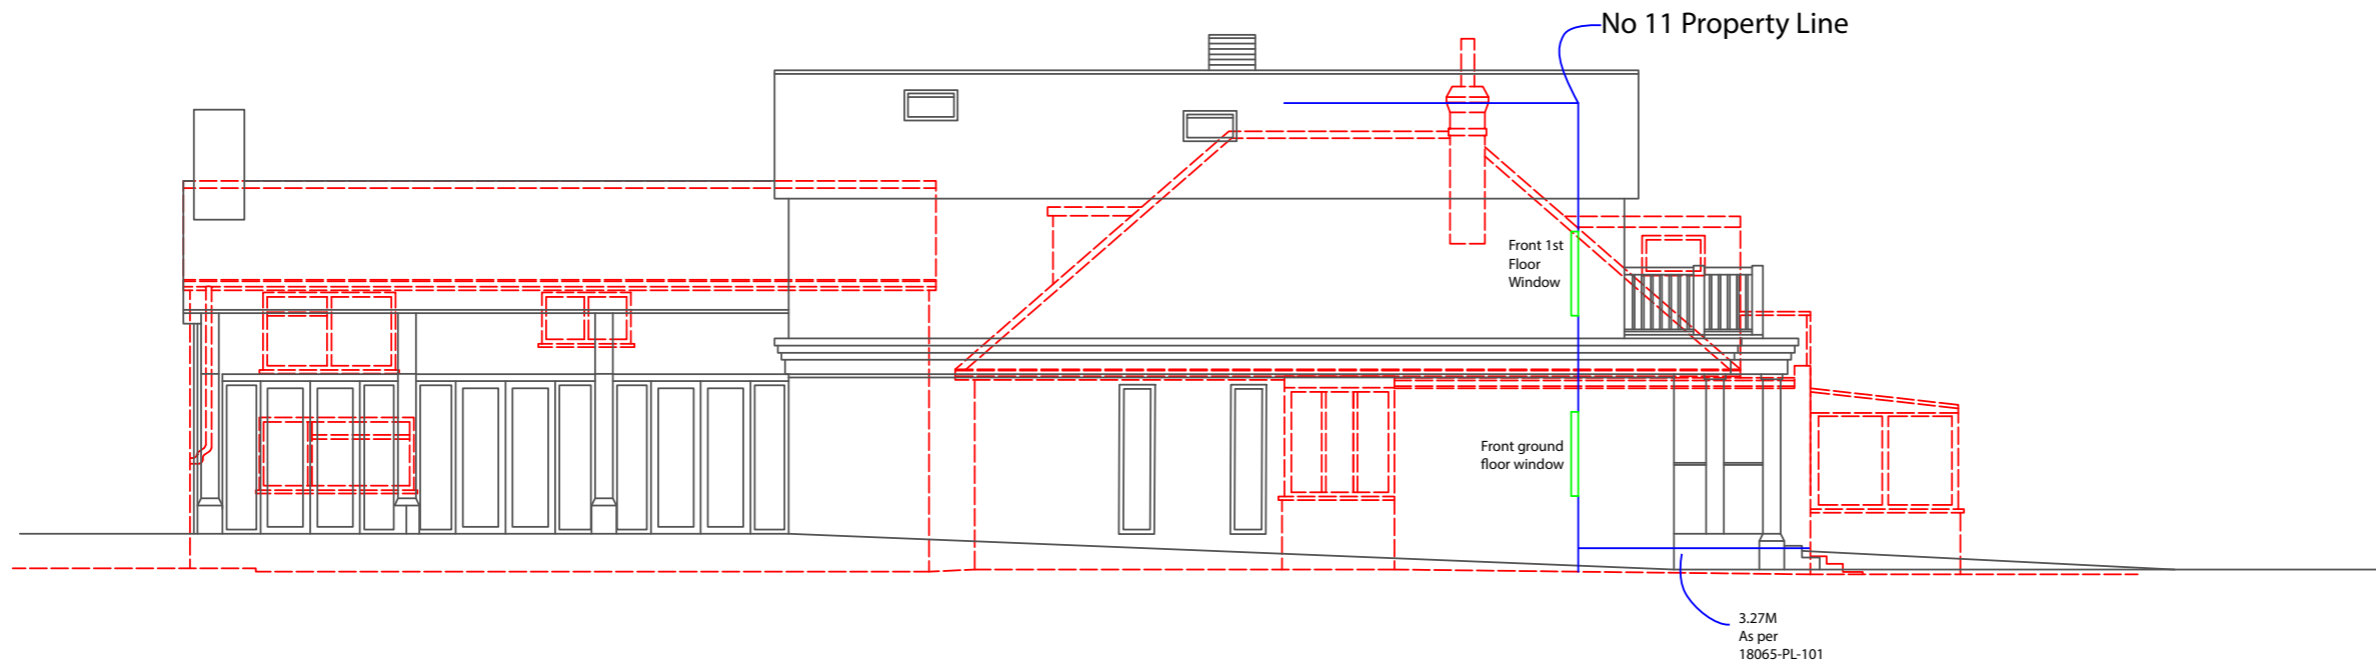 No 11 Property Line
Front 1st
Floor
Window
Front ground
floor window
3.27M
As per
18065-PL-101